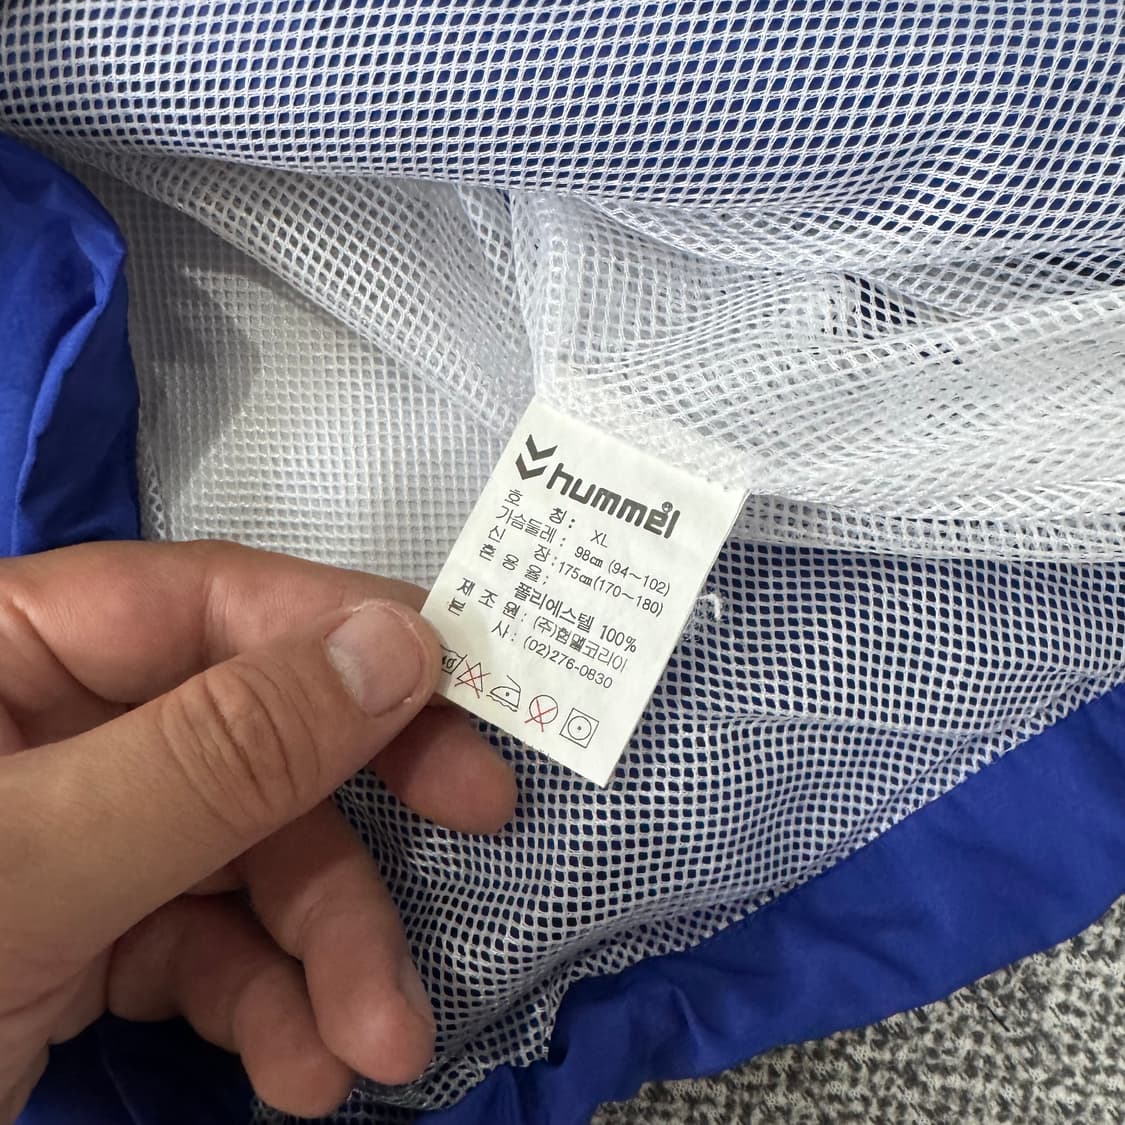 hummel
호 칭: XL
가슴둘레: 98㎝ (94~102)
신 장: 175㎝(170~180)
혼 용 율: 폴리에스텔 100%
제 조 원: (주)험멜코리아
본 사: (02)276-0830